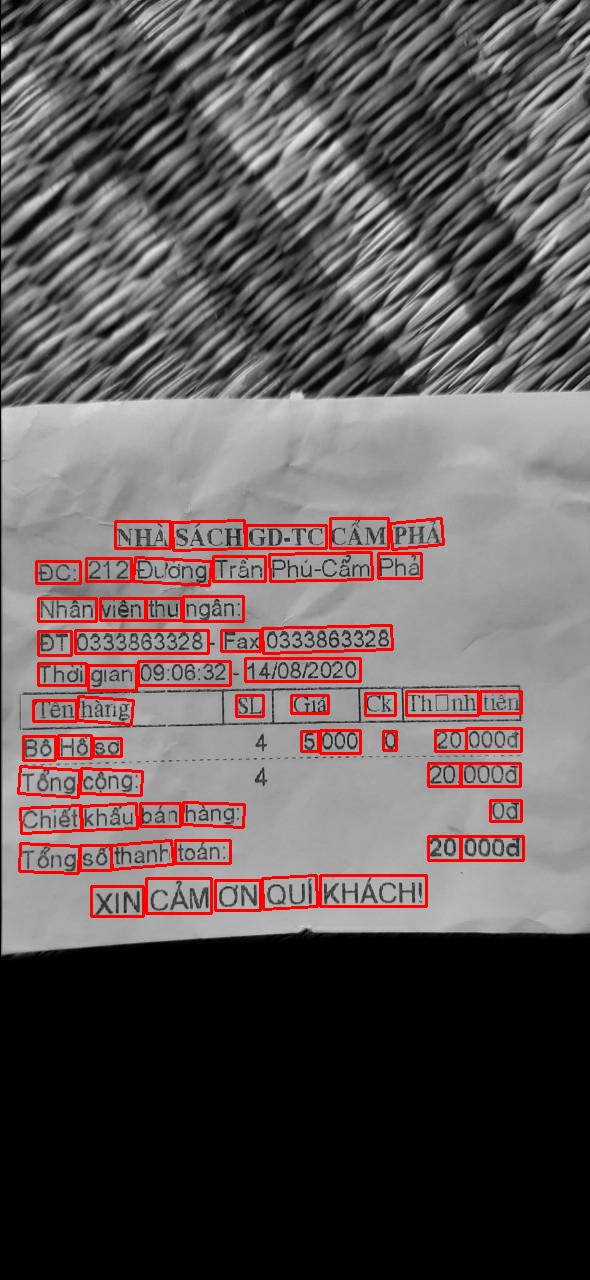 NHÀ SÁCH GD-TC CẨM PHẢ
ĐC: 212 Đương Trần Phú-Cẩm Phả
Nhân viên thu ngân:
ĐT 0333863328 - Fax 0333863328
Thời gian 09:06:32 - 14/08/2020
Tên hàng SL Giá Ck Th□nh tiên
Bộ Hồ sơ 4 5 000 0 20 000đ
Tổng cộng: 4 20 000đ
Chiết khấu bán hàng: 0đ
Tổng số thanh toán: 20 000đ
XIN CẢM ƠN QUÍ KHÁCH!